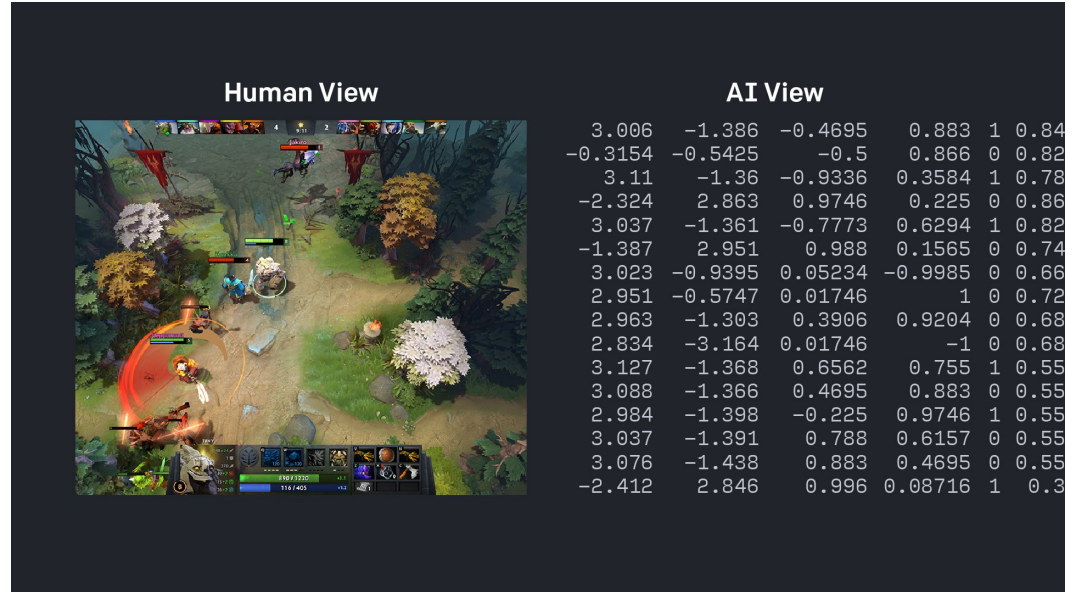 Human View
4 9:11 2
Jakiro
890 / 1220
116 / 405
AI View
3.006 -1.386 -0.4695 0.883 1 0.84
-0.3154 -0.5425 -0.5 0.866 0 0.82
3.11 -1.36 -0.9336 0.3584 1 0.78
-2.324 2.863 0.9746 0.225 0 0.86
3.037 -1.361 -0.7773 0.6294 1 0.82
-1.387 2.951 0.988 0.1565 0 0.74
3.023 -0.9395 0.05234 -0.9985 0 0.66
2.951 -0.5747 0.01746 1 0 0.72
2.963 -1.303 0.3906 0.9204 0 0.68
2.834 -3.164 0.01746 -1 0 0.68
3.127 -1.368 0.6562 0.755 1 0.55
3.088 -1.366 0.4695 0.883 0 0.55
2.984 -1.398 -0.225 0.9746 1 0.55
3.037 -1.391 0.788 0.6157 0 0.55
3.076 -1.438 0.883 0.4695 0 0.55
-2.412 2.846 0.996 0.08716 1 0.3